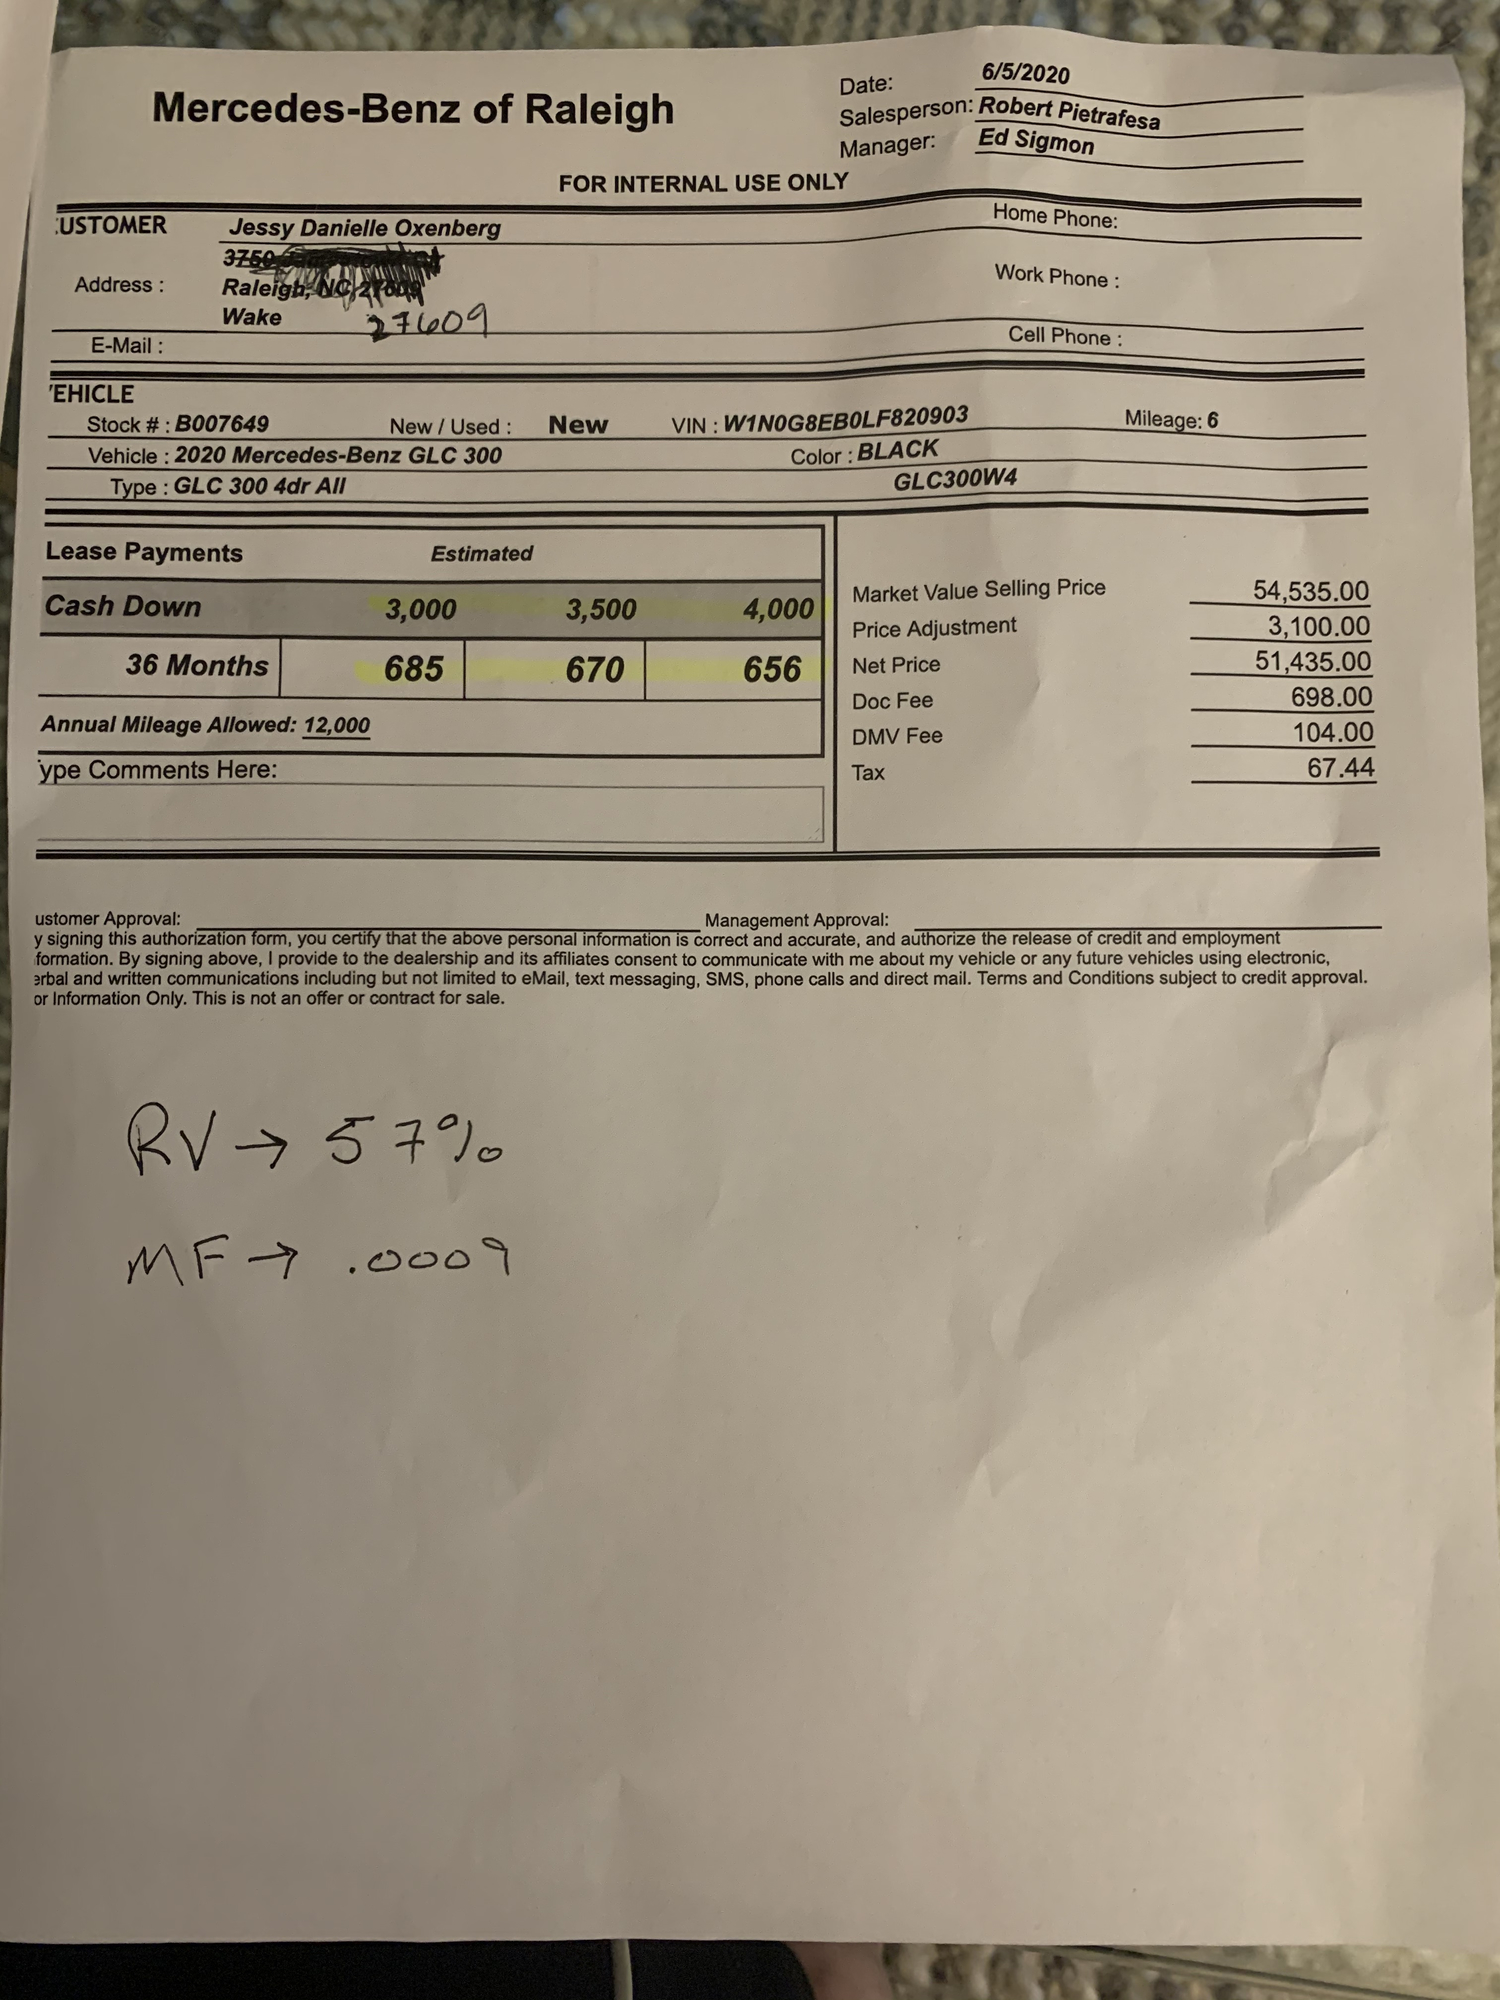 Mercedes-Benz of Raleigh
Date: 6/5/2020
Salesperson: Robert Pietrafesa
Manager: Ed Sigmon
FOR INTERNAL USE ONLY
USTOMER Jessy Danielle Oxenberg Home Phone:
3750
Address : Raleigh, NC, Work Phone :
Wake 27609
E-Mail : Cell Phone :
EHICLE
Stock # : B007649 New / Used : New VIN : W1N0G8EB0LF820903 Mileage: 6
Vehicle : 2020 Mercedes-Benz GLC 300 Color : BLACK
Type : GLC 300 4dr All GLC300W4
Lease Payments Estimated
Cash Down 3,000 3,500 4,000
36 Months 685 670 656
Annual Mileage Allowed: 12,000
ype Comments Here:
Market Value Selling Price 54,535.00
Price Adjustment 3,100.00
Net Price 51,435.00
Doc Fee 698.00
DMV Fee 104.00
Tax 67.44
ustomer Approval: Management Approval:
y signing this authorization form, you certify that the above personal information is correct and accurate, and authorize the release of credit and employment
formation. By signing above, I provide to the dealership and its affiliates consent to communicate with me about my vehicle or any future vehicles using electronic,
erbal and written communications including but not limited to eMail, text messaging, SMS, phone calls and direct mail. Terms and Conditions subject to credit approval.
or Information Only. This is not an offer or contract for sale.
RV → 57%
MF → .0009